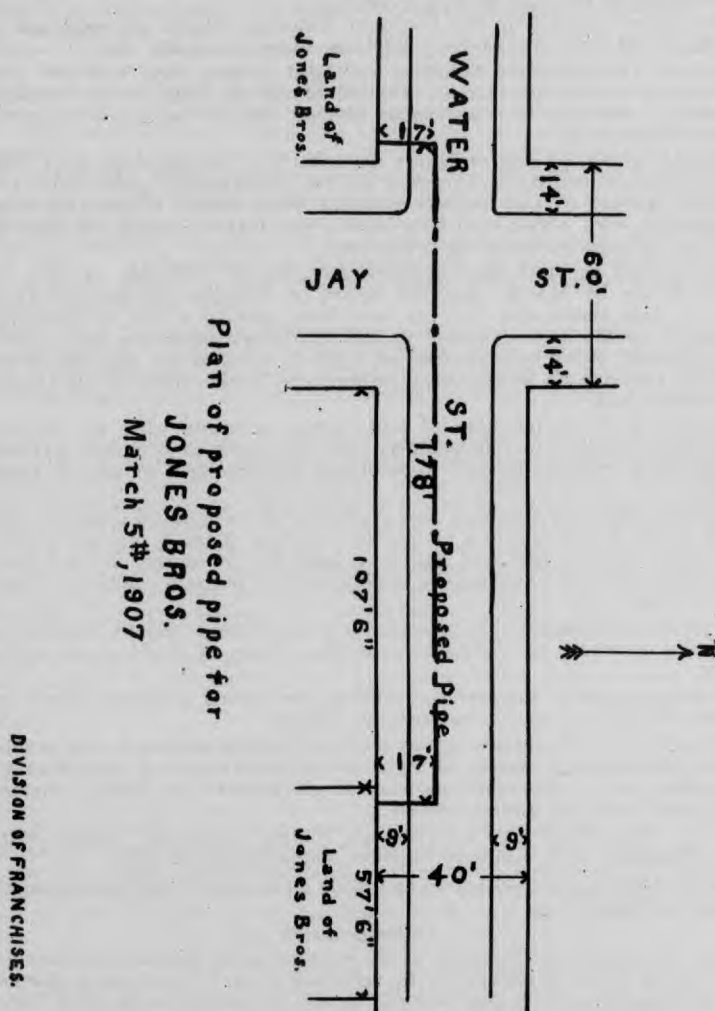 Land of
Jones Bros.
17'
WATER
14'
60'
JAY
ST.
14'
ST.
178'
Proposed Pipe
107' 6"
N
17'
9'
9'
40'
Land of
Jones Bros.
57' 6"
Plan of proposed pipe for
JONES BROS.
March 5th, 1907
DIVISION OF FRANCHISES.